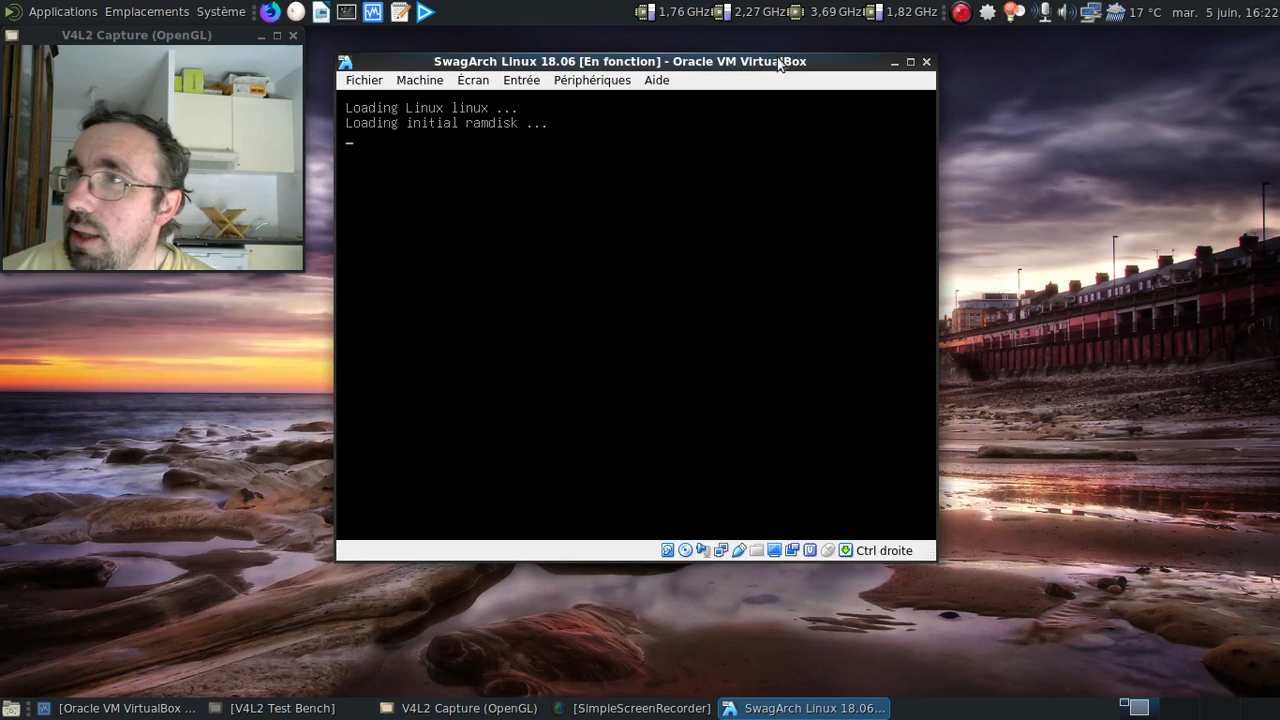 Applications Emplacements Système
1,76 GHz 2,27 GHz 3,69 GHz 1,82 GHz 17 °C mar. 5 juin, 16:22
V4L2 Capture (OpenGL)
SwagArch Linux 18.06 [En fonction] - Oracle VM VirtualBox
Fichier Machine Écran Entrée Périphériques Aide
Loading Linux linux ...
Loading initial ramdisk ...
Ctrl droite
[Oracle VM VirtualBox ... [V4L2 Test Bench] V4L2 Capture (OpenGL) [SimpleScreenRecorder] SwagArch Linux 18.06...